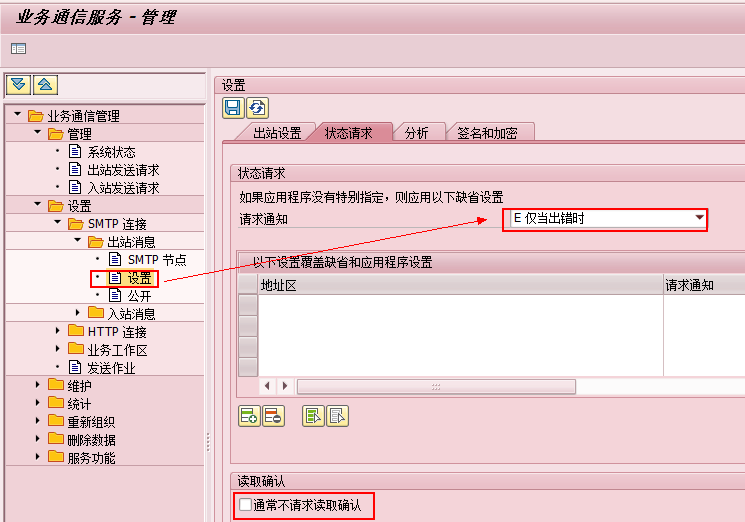 业务通信服务 - 管理
业务通信管理
管理
系统状态
出站发送请求
入站发送请求
设置
SMTP 连接
出站消息
SMTP 节点
设置
公开
入站消息
HTTP 连接
业务工作区
发送作业
维护
统计
重新组织
删除数据
服务功能
设置
出站设置 状态请求 分析 签名和加密
状态请求
如果应用程序没有特别指定，则应用以下缺省设置
请求通知 E 仅当出错时
以下设置覆盖缺省和应用程序设置
地址区 请求通知
读取确认
通常不请求读取确认